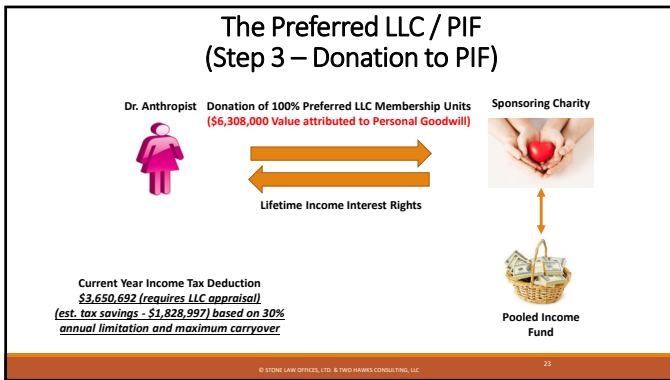 The Preferred LLC / PIF
(Step 3 – Donation to PIF)
Dr. Anthropist
Donation of 100% Preferred LLC Membership Units
($6,308,000 Value attributed to Personal Goodwill)
Sponsoring Charity
Lifetime Income Interest Rights
Current Year Income Tax Deduction
$3,650,692 (requires LLC appraisal)
(est. tax savings - $1,828,997) based on 30%
annual limitation and maximum carryover
Pooled Income
Fund
© STONE LAW OFFICES, LTD. & TWO HAWKS CONSULTING, LLC
23